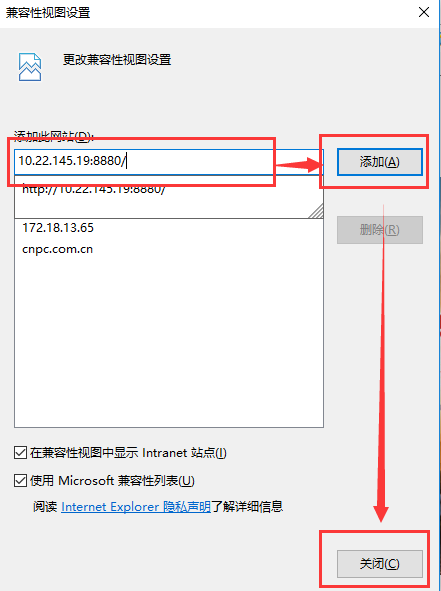 兼容性视图设置
更改兼容性视图设置
添加此网站(D):
10.22.145.19:8880/
添加(A)
http://10.22.145.19:8880/
172.18.13.65
删除(R)
cnpc.com.cn
在兼容性视图中显示 Intranet 站点(I)
使用 Microsoft 兼容性列表(U)
阅读 Internet Explorer 隐私声明了解详细信息
关闭(C)